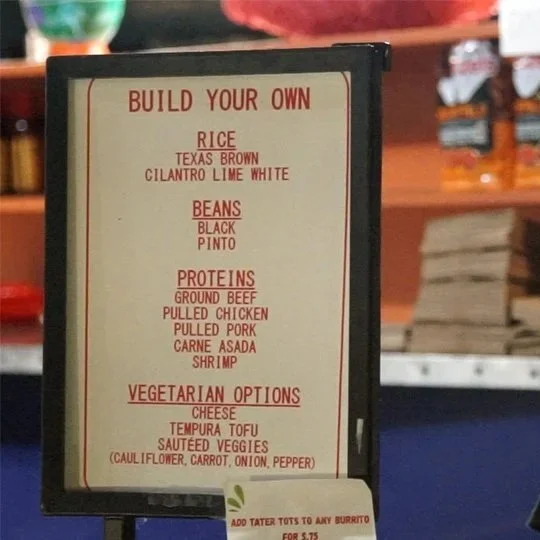 BUILD YOUR OWN
RICE
TEXAS BROWN
CILANTRO LIME WHITE
BEANS
BLACK
PINTO
PROTEINS
GROUND BEEF
PULLED CHICKEN
PULLED PORK
CARNE ASADA
SHRIMP
VEGETARIAN OPTIONS
CHEESE
TEMPURA TOFU
SAUTÉED VEGGIES
(CAULIFLOWER, CARROT, ONION, PEPPER)
ADD TATER TOTS TO ANY BURRITO
FOR $.75